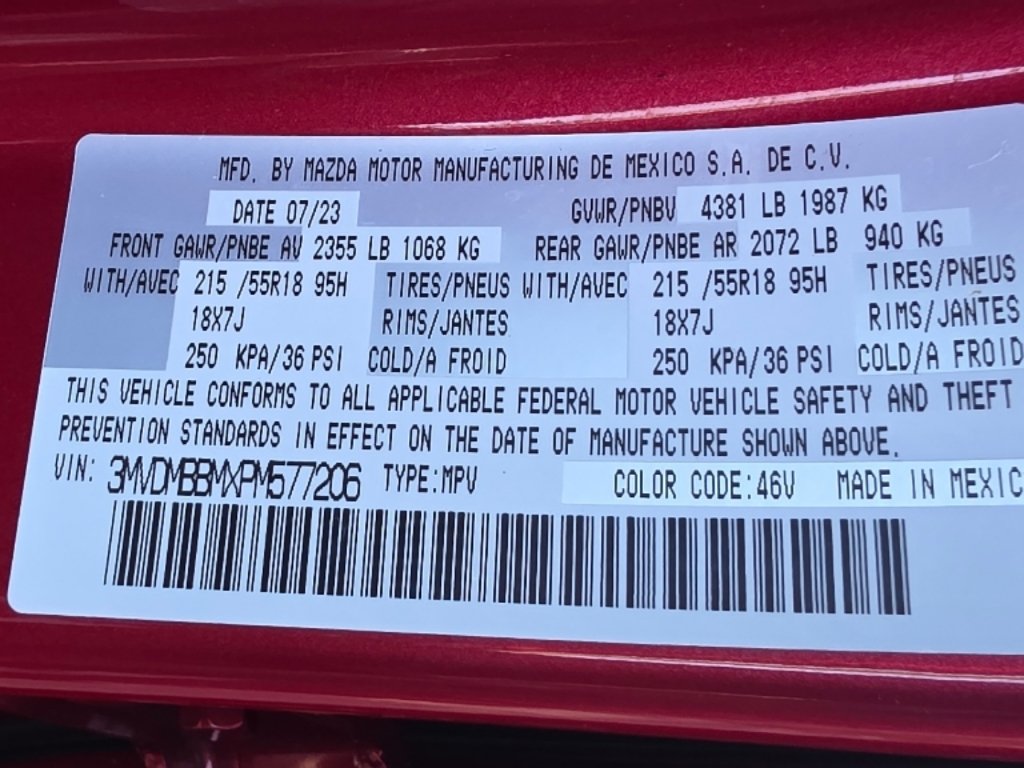 MFD. BY MAZDA MOTOR MANUFACTURING DE MEXICO S.A. DE C.V.
DATE 07/23 GVWR/PNBV 4381 LB 1987 KG
FRONT GAWR/PNBE AV 2355 LB 1068 KG REAR GAWR/PNBE AR 2072 LB 940 KG
WITH/AVEC 215 /55R18 95H TIRES/PNEUS WITH/AVEC 215 /55R18 95H TIRES/PNEUS
18X7J RIMS/JANTES 18X7J RIMS/JANTES
250 KPA/36 PSI COLD/A FROID 250 KPA/36 PSI COLD/A FROID
THIS VEHICLE CONFORMS TO ALL APPLICABLE FEDERAL MOTOR VEHICLE SAFETY AND THEFT
PREVENTION STANDARDS IN EFFECT ON THE DATE OF MANUFACTURE SHOWN ABOVE.
VIN: 3MVDMBBMXPM577206 TYPE:MPV COLOR CODE:46V MADE IN MEXIC